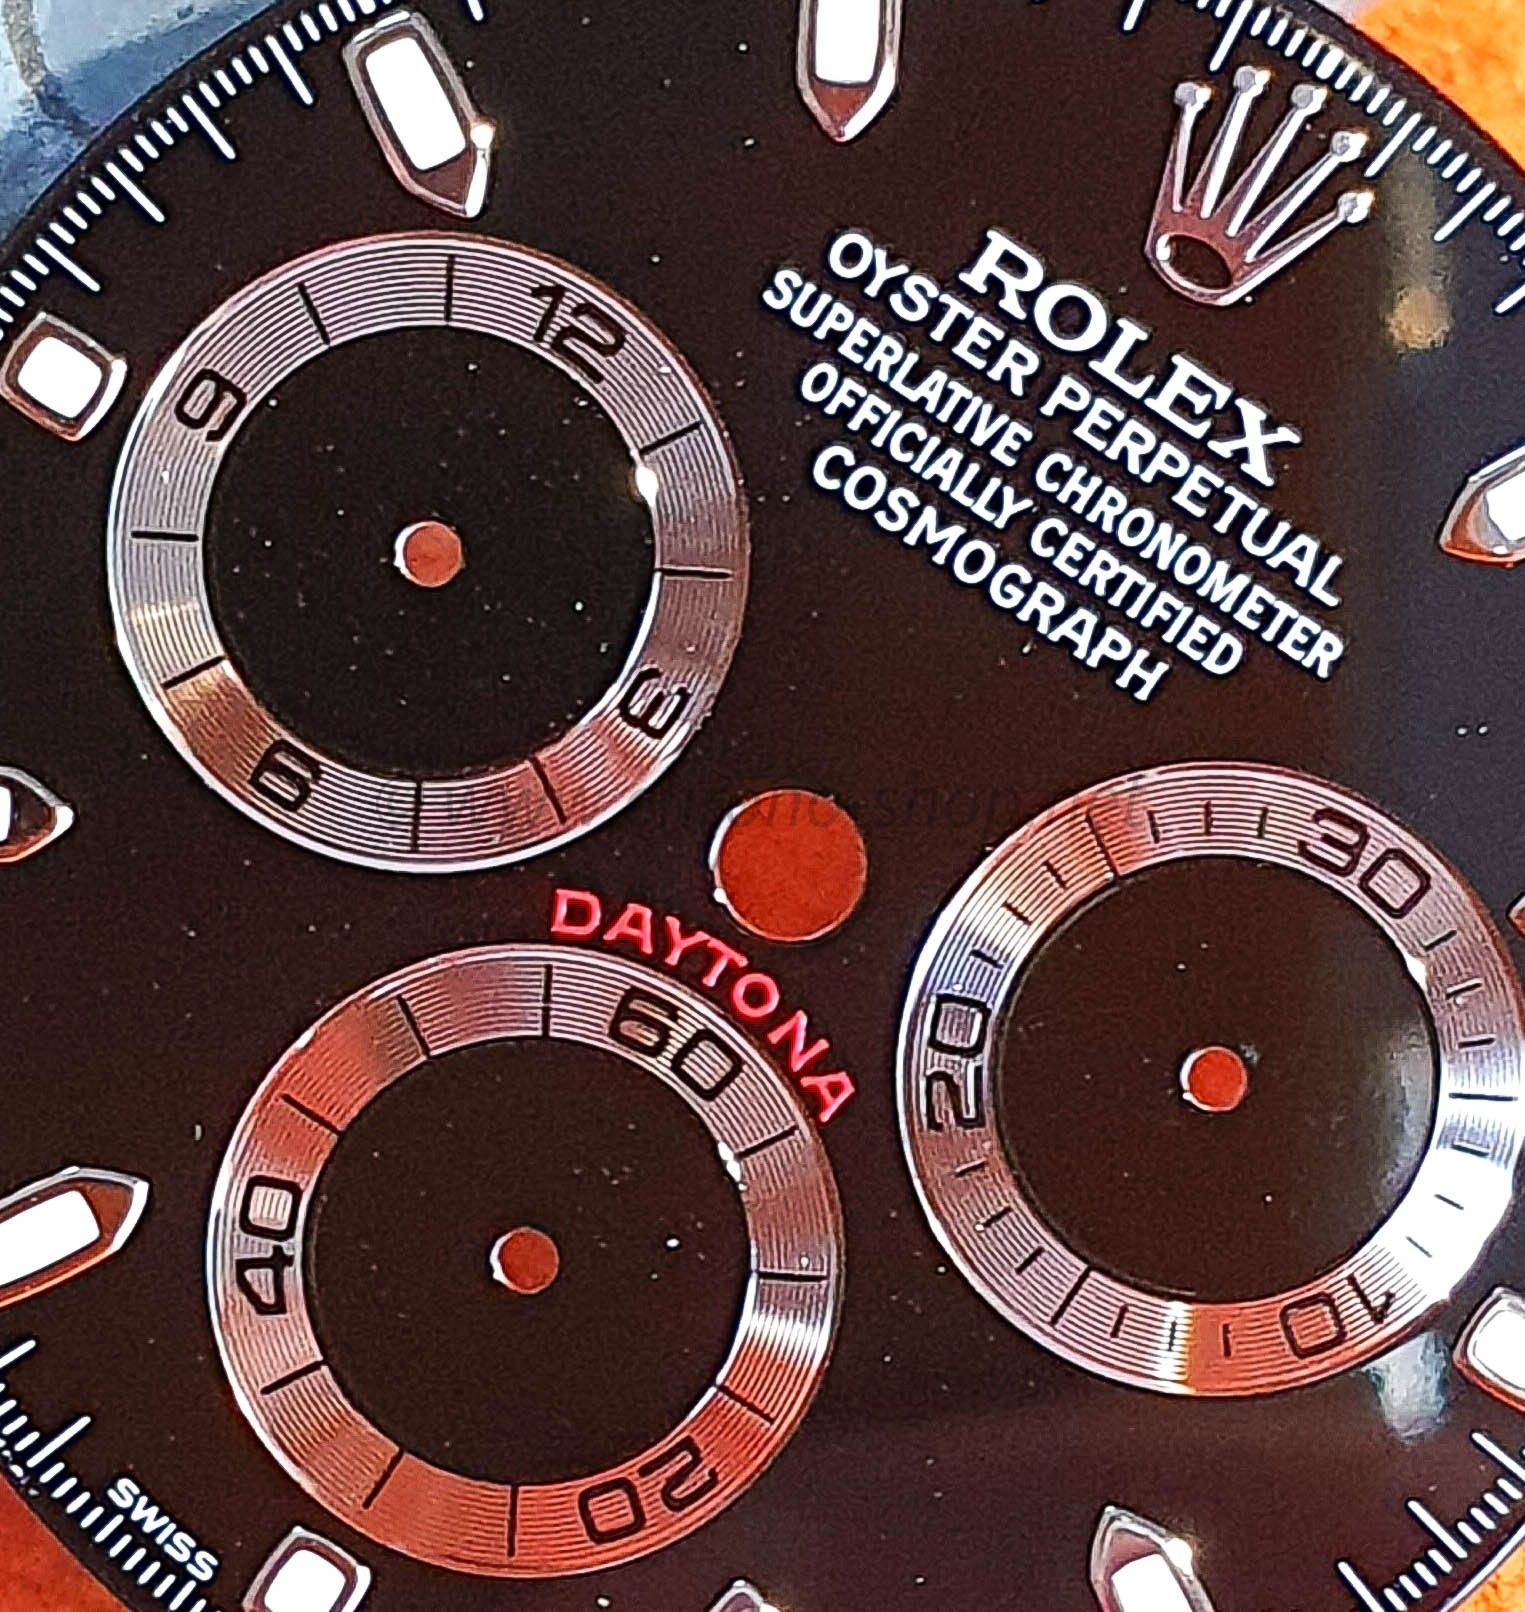 ROLEX
OYSTER PERPETUAL
SUPERLATIVE CHRONOMETER
OFFICIALLY CERTIFIED
COSMOGRAPH
12
3
6
9
DAYTONA
60
20
40
30
10
20
SWISS